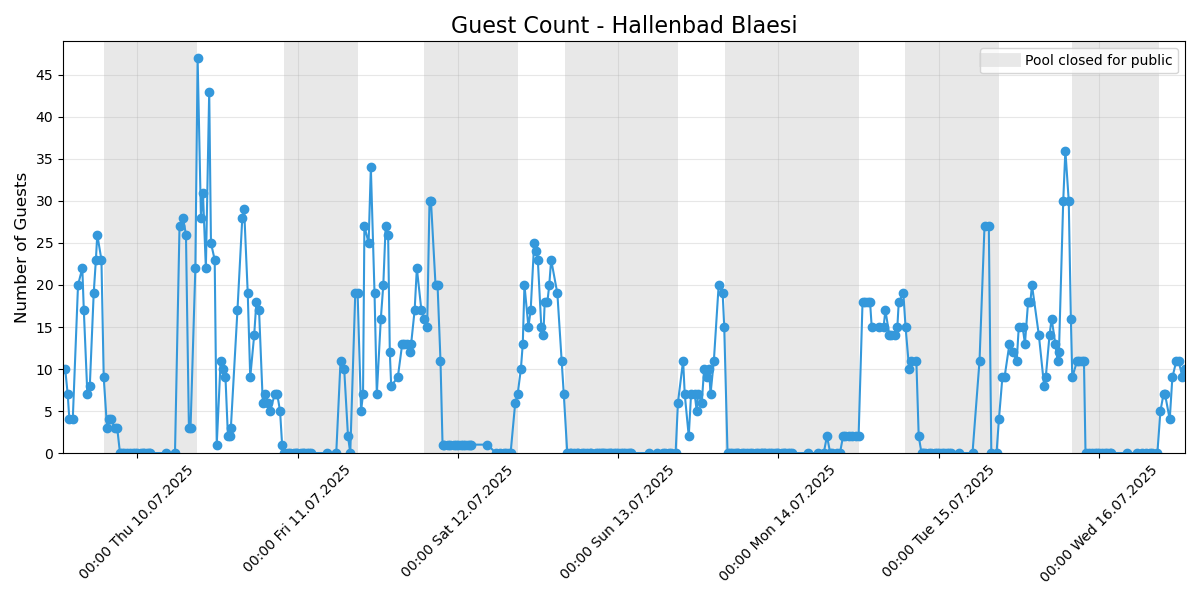 Guest Count - Hallenbad Blaesi
Pool closed for public
Number of Guests
45
40
35
30
25
20
15
10
5
0
00:00 Thu 10.07.2025
00:00 Fri 11.07.2025
00:00 Sat 12.07.2025
00:00 Sun 13.07.2025
00:00 Mon 14.07.2025
00:00 Tue 15.07.2025
00:00 Wed 16.07.2025